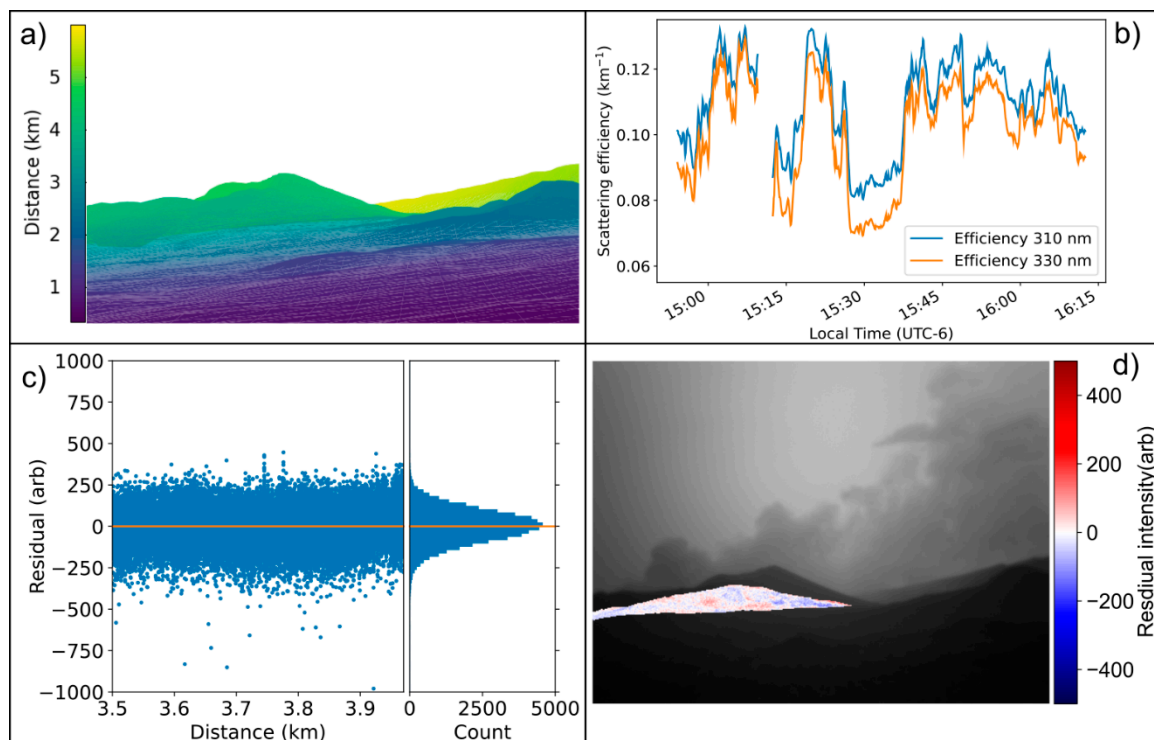 a)
5
4
3
2
1
Distance (km)
b)
0.12
0.10
0.08
0.06
Scattering efficiency (km⁻¹)
Efficiency 310 nm
Efficiency 330 nm
15:00
15:15
15:30
15:45
16:00
16:15
Local Time (UTC-6)
c)
1000
750
500
250
0
−250
−500
−750
−1000
Residual (arb)
3.5
3.6
3.7
3.8
3.9
Distance (km)
0
2500
5000
Count
d)
400
200
0
−200
−400
Resdiual intensity(arb)